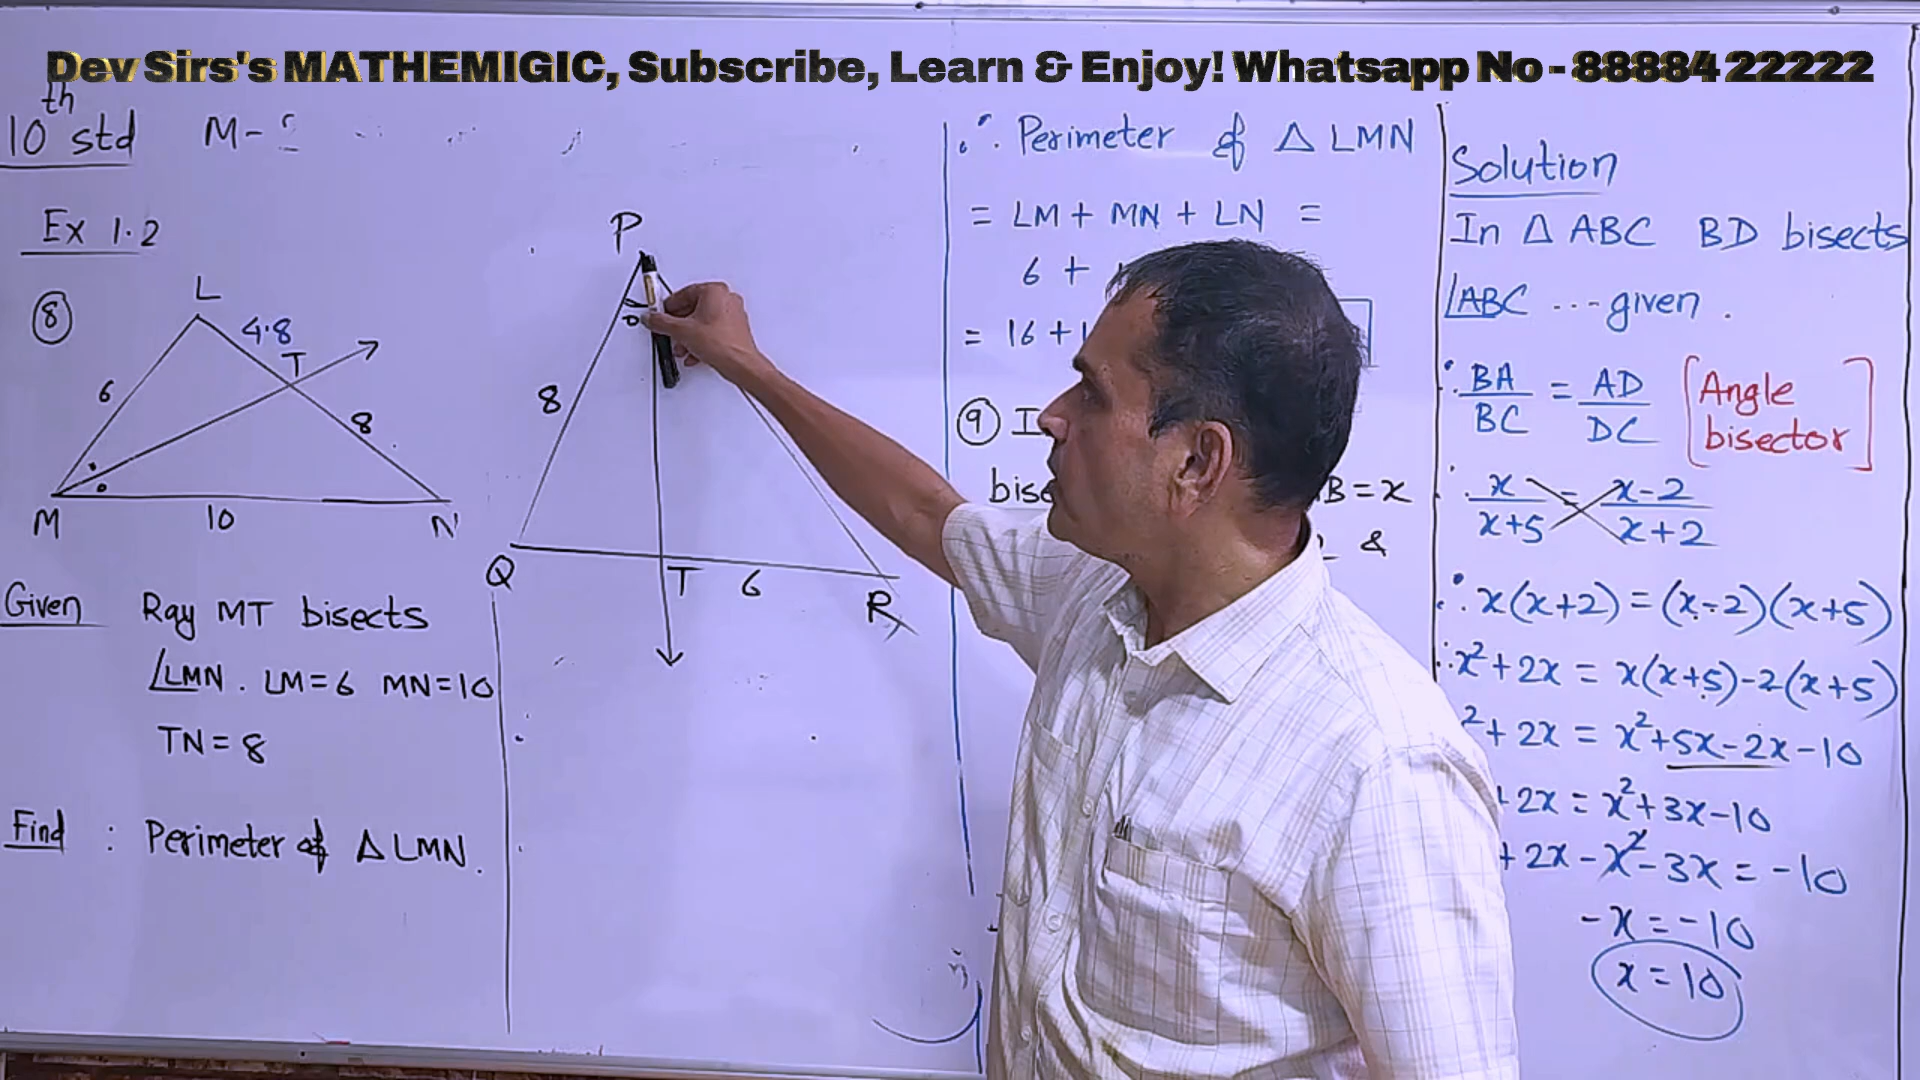 Dev Sirs's MATHEMIGIC, Subscribe, Learn & Enjoy! Whatsapp No - 88884 22222
10th std M-
Ex 1.2
8
L
4.8
T
6
8
M
10
N
Given Ray MT bisects
∠LMN. LM=6 MN=10
TN=8
Find : Perimeter of △LMN.
P
8
Q
T 6
R
∴ Perimeter of △LMN
= LM + MN + LN =
6 +
= 16 +
9
B=x
&
Solution
In △ABC BD bisects
∠ABC ...given.
∴ BA/BC = AD/DC [Angle bisector]
∴ x/x+5 = x-2/x+2
∴ x(x+2) = (x-2)(x+5)
∴ x²+2x = x(x+5)-2(x+5)
²+2x = x²+5x-2x-10
+2x = x²+3x-10
+2x-x²-3x = -10
-x = -10
x = 10